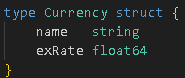 type Currency struct {
    name   string
    exRate float64
}